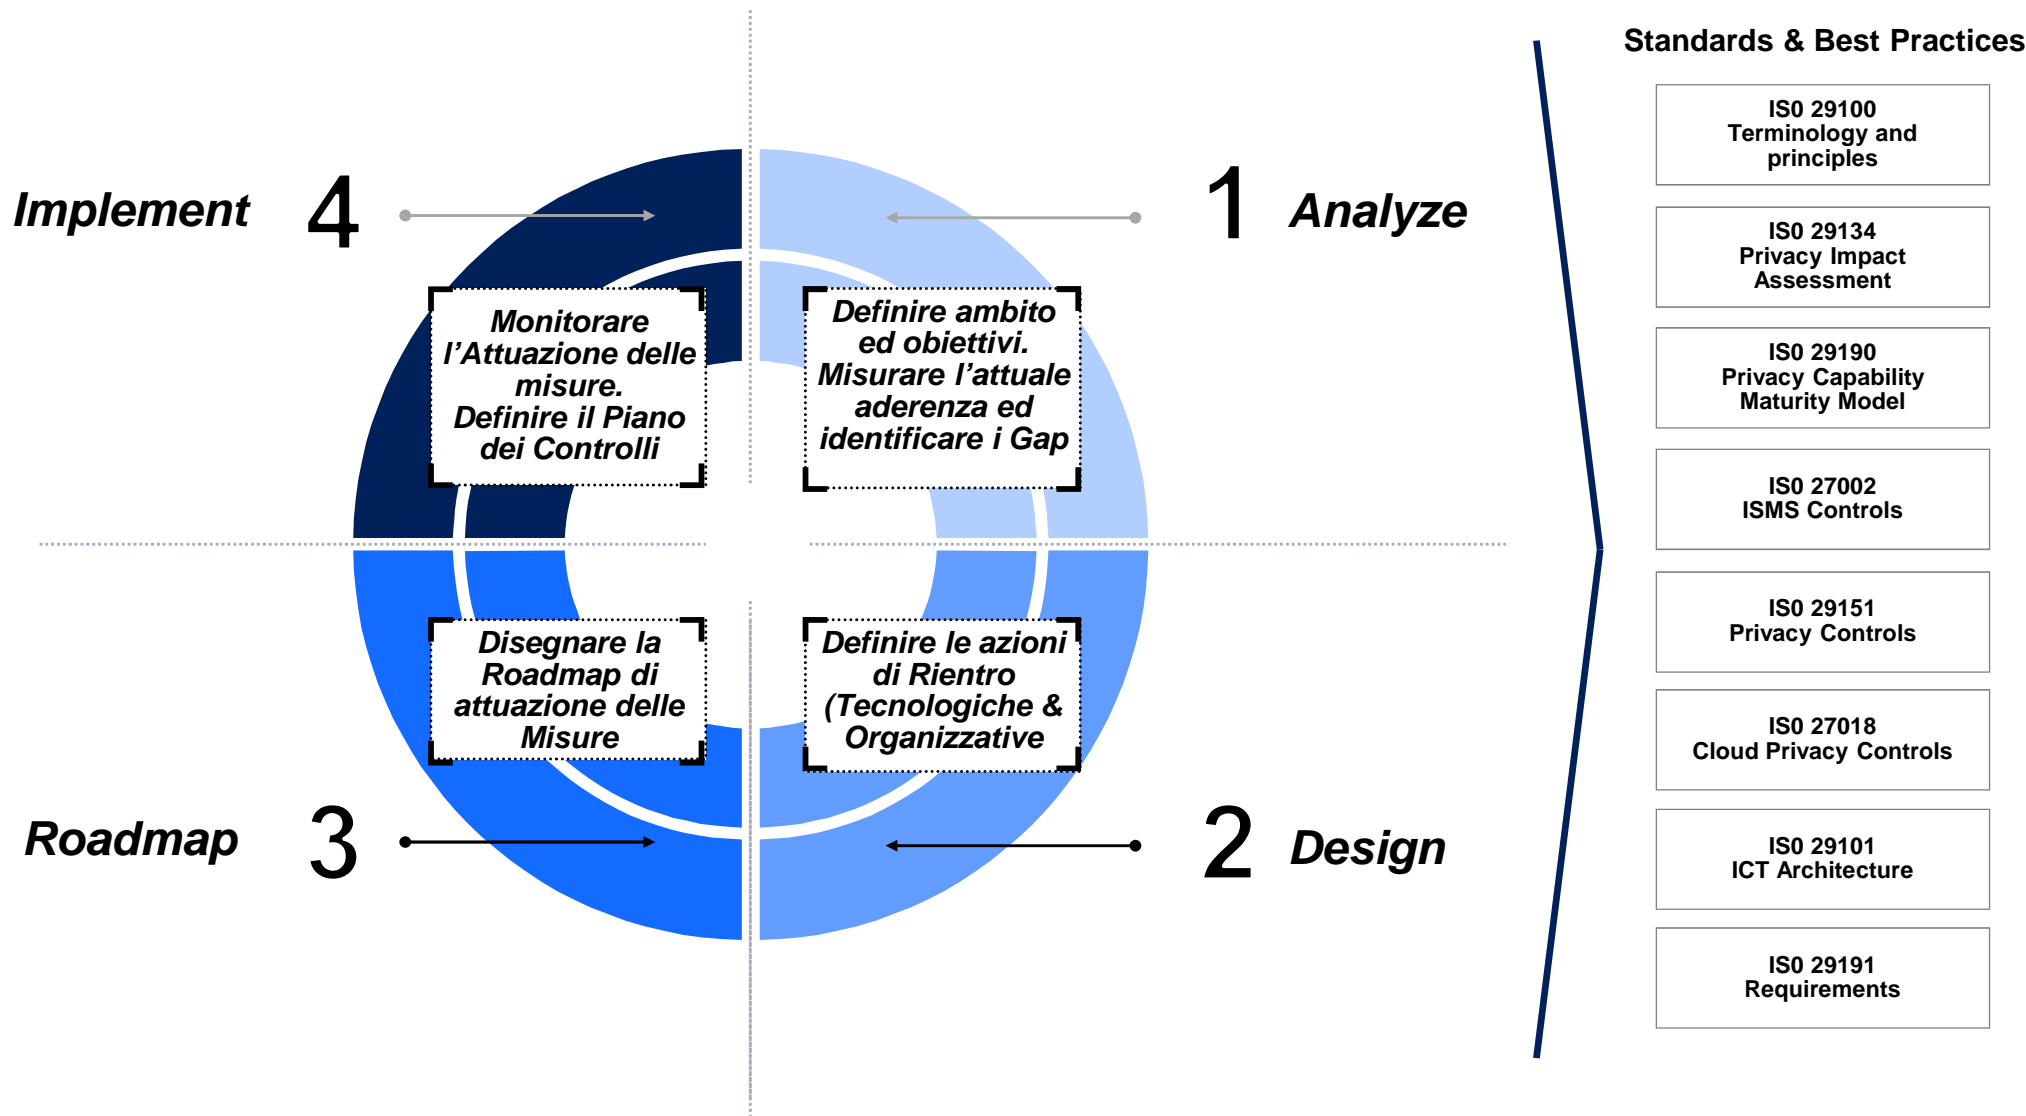 Standards & Best Practices
Implement
4
1
Analyze
Monitorare
l’Attuazione delle
misure.
Definire il Piano
dei Controlli
Definire ambito
ed obiettivi.
Misurare l’attuale
aderenza ed
identificare i Gap
Disegnare la
Roadmap di
attuazione delle
Misure
Definire le azioni
di Rientro
(Tecnologiche &
Organizzative
Roadmap
3
2
Design
IS0 29100
Terminology and
principles
IS0 29134
Privacy Impact
Assessment
IS0 29190
Privacy Capability
Maturity Model
IS0 27002
ISMS Controls
IS0 29151
Privacy Controls
IS0 27018
Cloud Privacy Controls
IS0 29101
ICT Architecture
IS0 29191
Requirements